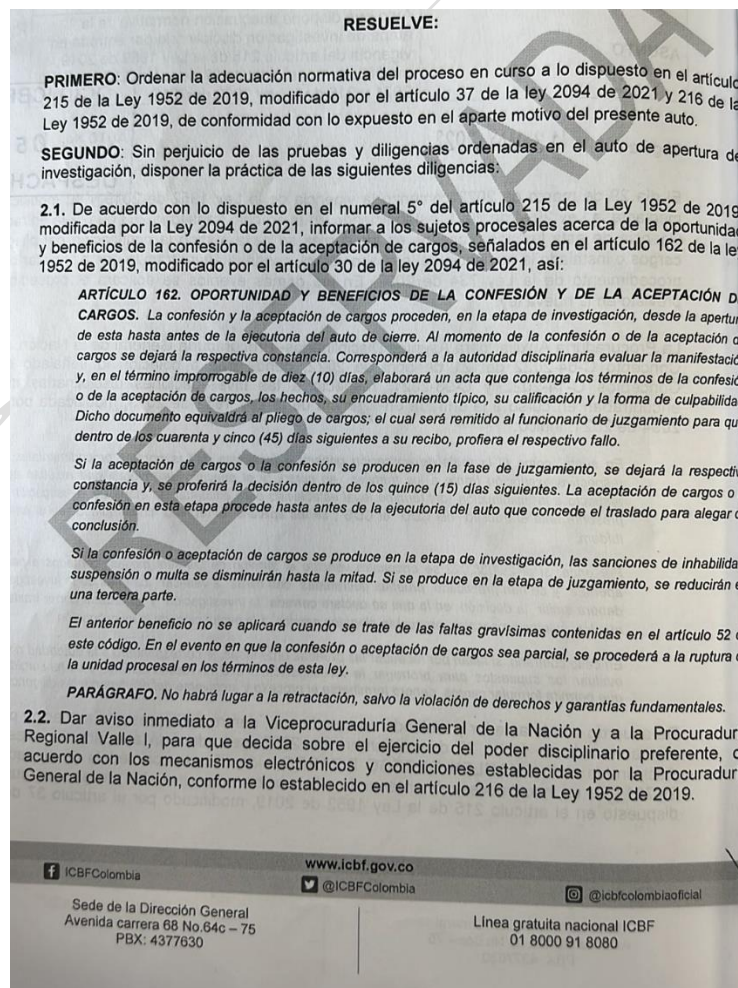 RESUELVE:
PRIMERO: Ordenar la adecuación normativa del proceso en curso a lo dispuesto en el artículo
215 de la Ley 1952 de 2019, modificado por el artículo 37 de la ley 2094 de 2021 y 216 de la
Ley 1952 de 2019, de conformidad con lo expuesto en el aparte motivo del presente auto.
SEGUNDO: Sin perjuicio de las pruebas y diligencias ordenadas en el auto de apertura de
investigación, disponer la práctica de las siguientes diligencias:
2.1. De acuerdo con lo dispuesto en el numeral 5° del artículo 215 de la Ley 1952 de 2019
modificada por la Ley 2094 de 2021, informar a los sujetos procesales acerca de la oportunidad
y beneficios de la confesión o de la aceptación de cargos, señalados en el artículo 162 de la ley
1952 de 2019, modificado por el artículo 30 de la ley 2094 de 2021, así:
ARTÍCULO 162. OPORTUNIDAD Y BENEFICIOS DE LA CONFESIÓN Y DE LA ACEPTACIÓN D
CARGOS. La confesión y la aceptación de cargos proceden, en la etapa de investigación, desde la apertur
de esta hasta antes de la ejecutoria del auto de cierre. Al momento de la confesión o de la aceptación d
cargos se dejará la respectiva constancia. Corresponderá a la autoridad disciplinaria evaluar la manifestació
y, en el término improrrogable de diez (10) días, elaborará un acta que contenga los términos de la confesió
o de la aceptación de cargos, los hechos, su encuadramiento típico, su calificación y la forma de culpabilida
Dicho documento equivaldrá al pliego de cargos; el cual será remitido al funcionario de juzgamiento para qu
dentro de los cuarenta y cinco (45) días siguientes a su recibo, profiera el respectivo fallo.
Si la aceptación de cargos o la confesión se producen en la fase de juzgamiento, se dejará la respectiv
constancia y, se proferirá la decisión dentro de los quince (15) días siguientes. La aceptación de cargos o
confesión en esta etapa procede hasta antes de la ejecutoria del auto que concede el traslado para alegar d
conclusión.
Si la confesión o aceptación de cargos se produce en la etapa de investigación, las sanciones de inhabilida
suspensión o multa se disminuirán hasta la mitad. Si se produce en la etapa de juzgamiento, se reducirán e
una tercera parte.
El anterior beneficio no se aplicará cuando se trate de las faltas gravísimas contenidas en el artículo 52 d
este código. En el evento en que la confesión o aceptación de cargos sea parcial, se procederá a la ruptura d
la unidad procesal en los términos de esta ley.
PARÁGRAFO. No habrá lugar a la retractación, salvo la violación de derechos y garantías fundamentales.
2.2. Dar aviso inmediato a la Viceprocuraduría General de la Nación y a la Procuradur
Regional Valle I, para que decida sobre el ejercicio del poder disciplinario preferente, d
acuerdo con los mecanismos electrónicos y condiciones establecidas por la Procuradur
General de la Nación, conforme lo establecido en el artículo 216 de la Ley 1952 de 2019.
RESERVADA
ICBFColombia
www.icbf.gov.co
@ICBFColombia
@icbfcolombiaoficial
Sede de la Dirección General
Avenida carrera 68 No.64c – 75
PBX: 4377630
Línea gratuita nacional ICBF
01 8000 91 8080